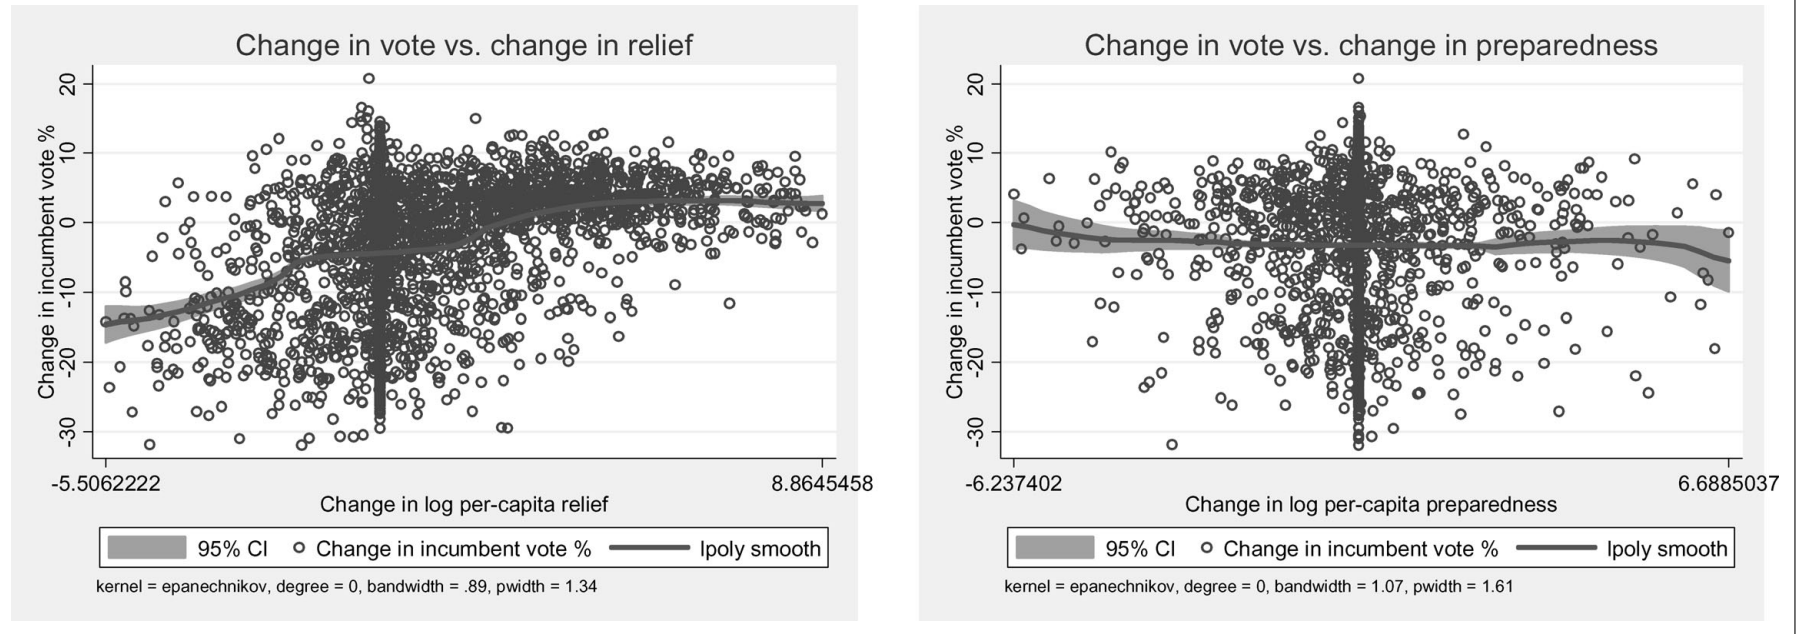 Change in vote vs. change in relief
Change in incumbent vote %
20
10
0
-10
-20
-30
-5.5062222
8.8645458
Change in log per-capita relief
95% CI
Change in incumbent vote %
lpoly smooth
kernel = epanechnikov, degree = 0, bandwidth = .89, pwidth = 1.34
Change in vote vs. change in preparedness
Change in incumbent vote %
20
10
0
-10
-20
-30
-6.237402
6.6885037
Change in log per-capita preparedness
95% CI
Change in incumbent vote %
lpoly smooth
kernel = epanechnikov, degree = 0, bandwidth = 1.07, pwidth = 1.61